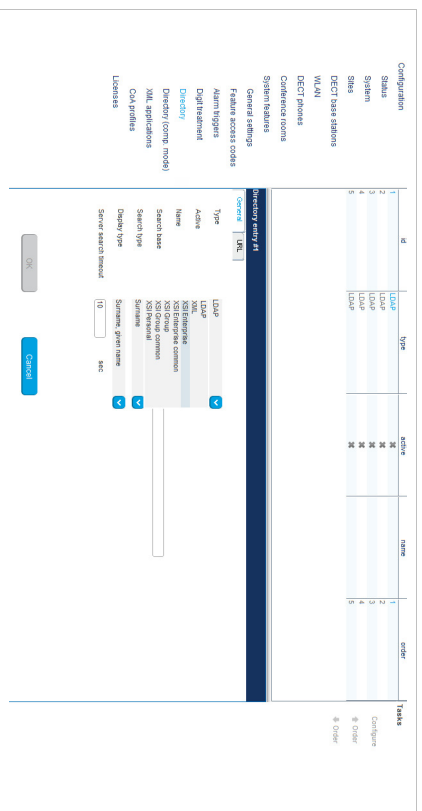 Configuration
Status
System
Sites
DECT base stations
WLAN
DECT phones
Conference rooms
System features
General settings
Feature access codes
Alarm triggers
Digit treatment
Directory
Directory (comp. mode)
XML applications
CoA profiles
Licenses
id type active name order
1 LDAP ✖ 1
2 LDAP ✖ 2
3 LDAP ✖ 3
4 LDAP ✖ 4
5 LDAP ✖ 5
Tasks
Configure
Order
Order
Directory entry #1
General URL
Type LDAP
Active
Name
Search base
Search type Surname
Display type Surname, given name
Server search timeout 10 sec
LDAP
XML
XSI Enterprise
XSI Enterprise common
XSI Group
XSI Group common
XSI Personal
OK Cancel